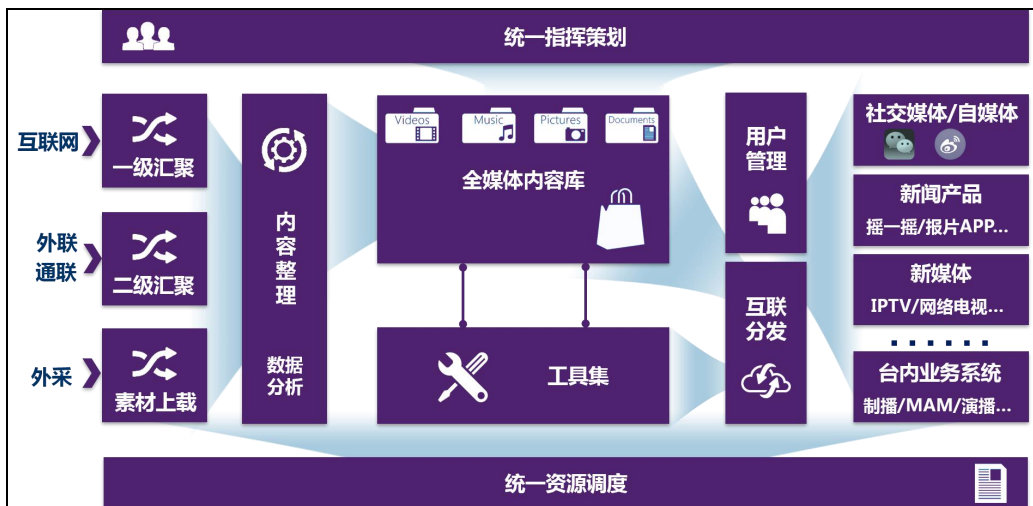 统一指挥策划
互联网
一级汇聚
外联
通联
二级汇聚
外采
素材上载
内
容
整
理
数据
分析
Videos
Music
Pictures
Documents
全媒体内容库
工具集
用户
管理
互联
分发
社交媒体/自媒体
新闻产品
摇一摇/报片APP...
新媒体
IPTV/网络电视...
......
台内业务系统
制播/MAM/演播...
统一资源调度